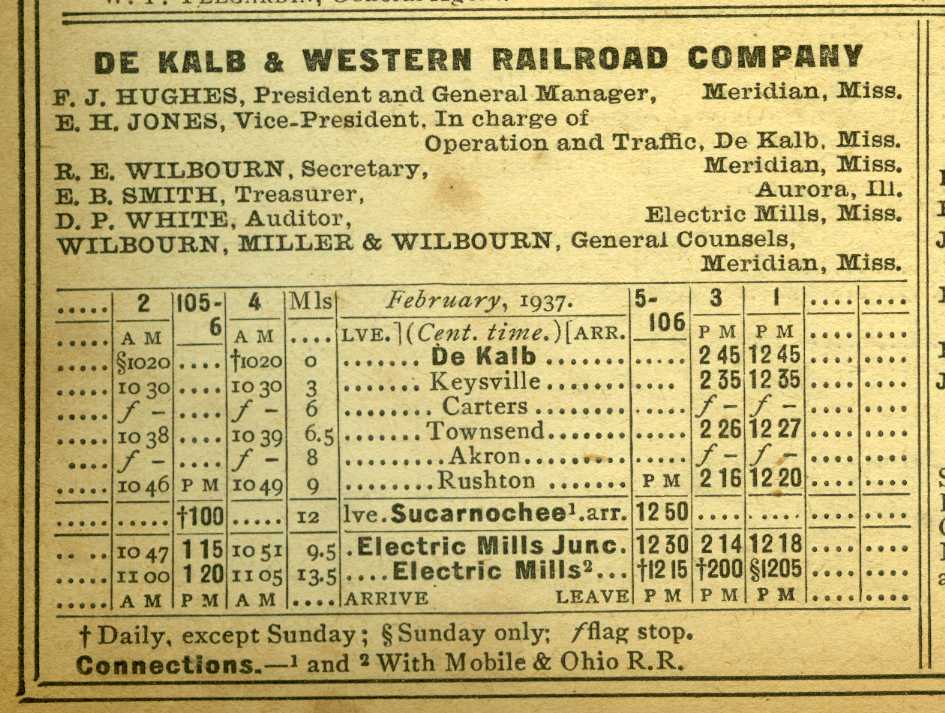 DE KALB & WESTERN RAILROAD COMPANY
F. J. HUGHES, President and General Manager, Meridian, Miss.
E. H. JONES, Vice-President, In charge of
Operation and Traffic, De Kalb, Miss.
R. E. WILBOURN, Secretary, Meridian, Miss.
E. B. SMITH, Treasurer, Aurora, Ill.
D. P. WHITE, Auditor, Electric Mills, Miss.
WILBOURN, MILLER & WILBOURN, General Counsels,
Meridian, Miss.
..... 2 105-6 4 Mls February, 1937. 5-106 3 1 .... ....
..... A M A M .... LVE.](Cent. time.)[ARR. P M P M .... ....
..... §1020 .... †1020 0 ....... De Kalb ........ ..... 2 45 12 45 .... ....
..... 10 30 .... 10 30 3 ....... Keysville ........ .... 2 35 12 35 .... ....
..... f – .... f – 6 ........ Carters ........ ..... f – f – .... ....
..... 10 38 .... 10 39 6.5 ....... Townsend........ ..... 2 26 12 27 .... ....
.... f – .... f – 8 .........Akron......... ..... f – f – .... ....
..... 10 46 P M 10 49 9 ........Rushton ....... P M 2 16 12 20 .... ....
..... ..... †100 ..... 12 lve.Sucarnochee¹.arr. 12 50 .... ..... .... ....
.. .. 10 47 1 15 10 51 9.5 .Electric Mills Junc. 12 30 2 14 12 18 .... ....
..... 11 00 1 20 11 05 13.5 ....Electric Mills²... †12 15 †200 §1205 .... ....
..... A M P M A M .... ARRIVE LEAVE P M P M P M .... ....
† Daily, except Sunday; § Sunday only; f flag stop.
Connections.—¹ and ² With Mobile & Ohio R.R.